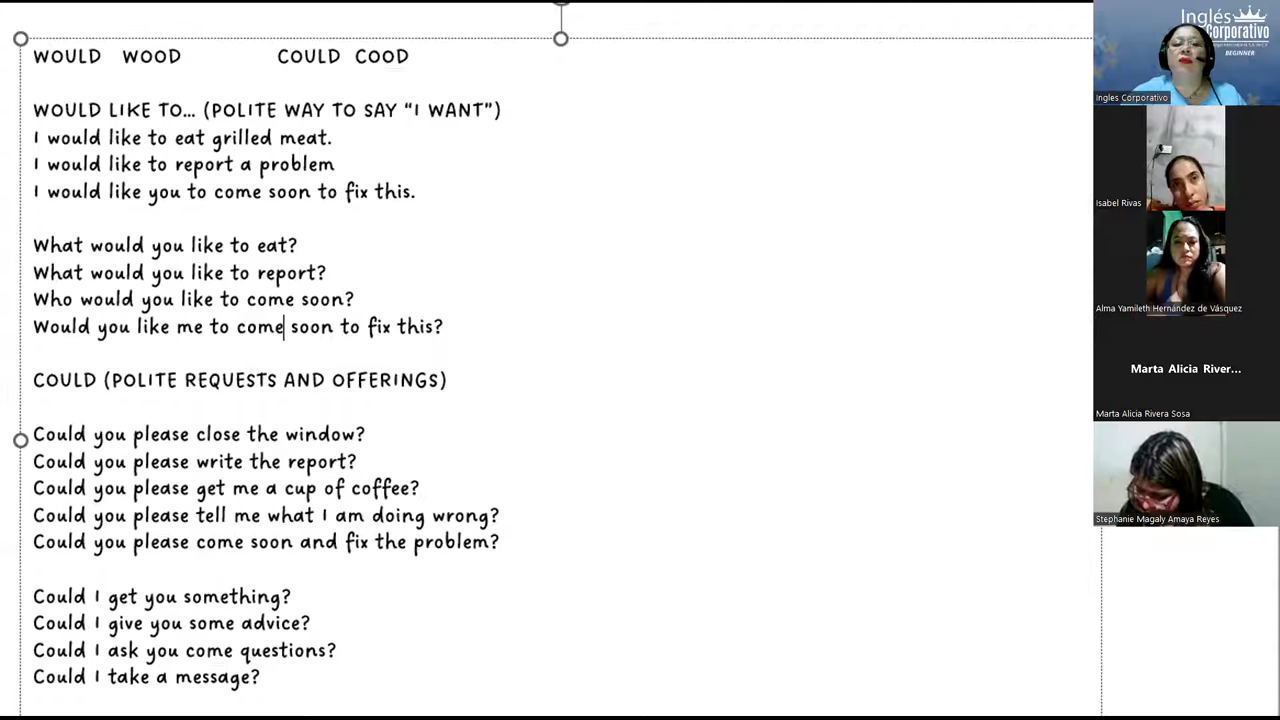 WOULD WOOD COULD COOD
WOULD LIKE TO... (POLITE WAY TO SAY "I WANT")
I would like to eat grilled meat.
I would like to report a problem
I would like you to come soon to fix this.
What would you like to eat?
What would you like to report?
Who would you like to come soon?
Would you like me to come soon to fix this?
COULD (POLITE REQUESTS AND OFFERINGS)
Could you please close the window?
Could you please write the report?
Could you please get me a cup of coffee?
Could you please tell me what I am doing wrong?
Could you please come soon and fix the problem?
Could I get you something?
Could I give you some advice?
Could I ask you come questions?
Could I take a message?
Inglés
Corporativo
BEGINNER
Ingles Corporativo
Isabel Rivas
Alma Yamileth Hernández de Vásquez
Marta Alicia River...
Marta Alicia Rivera Sosa
Stephanie Magaly Amaya Reyes